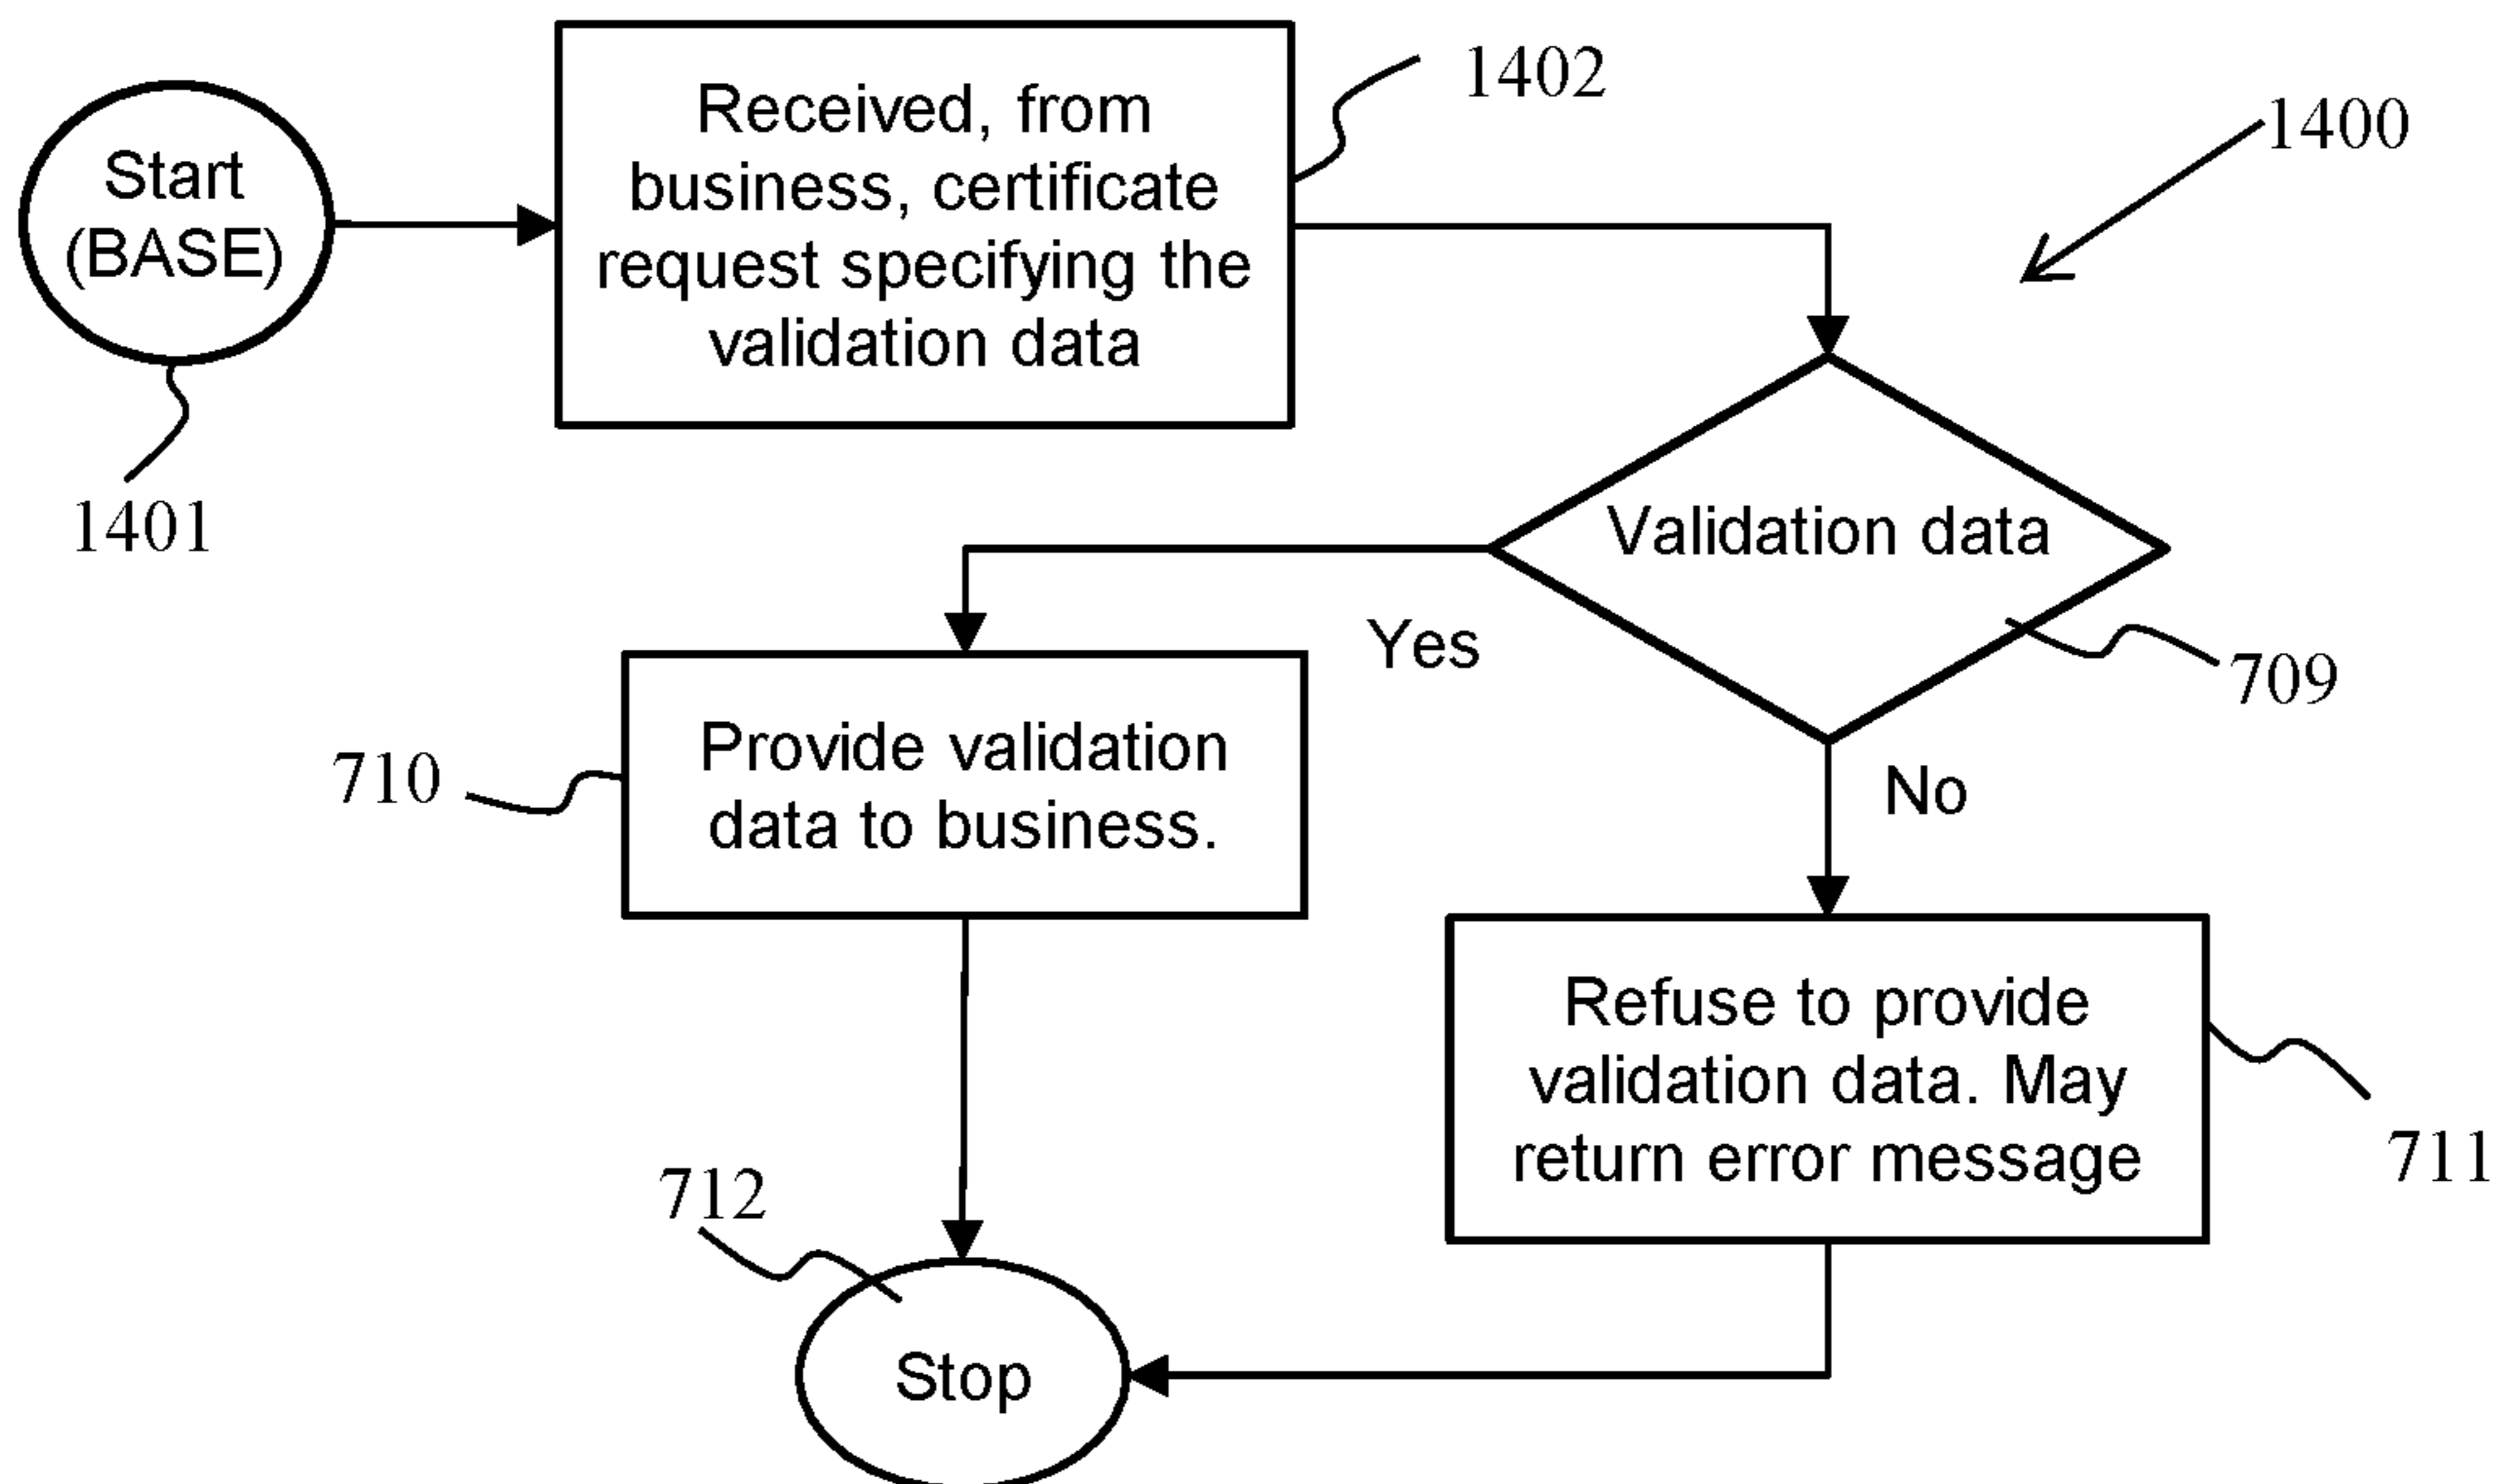 Start
(BASE)
1401
Received, from
business, certificate
request specifying the
validation data
1402
1400
Validation data
709
Yes
No
710
Provide validation
data to business.
Refuse to provide
validation data. May
return error message
711
712
Stop